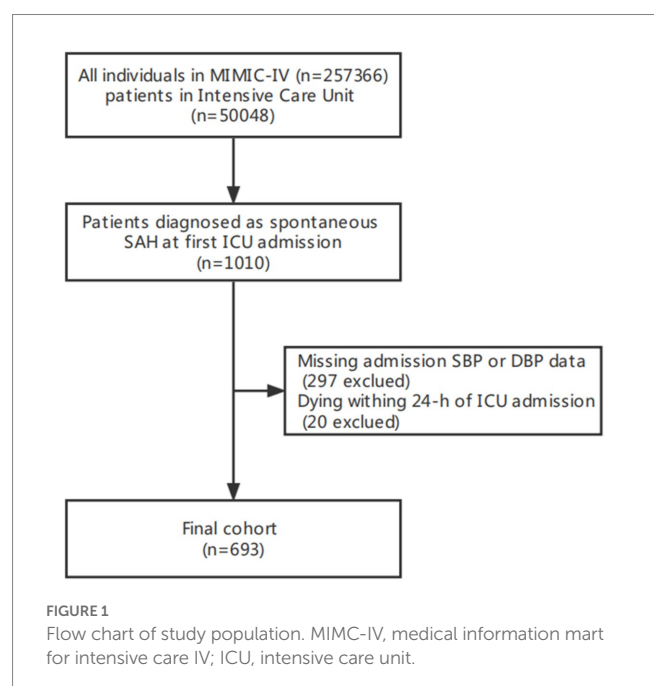 All individuals in MIMIC-IV (n=257366)
patients in Intensive Care Unit
(n=50048)
Patients diagnosed as spontaneous
SAH at first ICU admission
(n=1010)
Missing admission SBP or DBP data
(297 exclued)
Dying withing 24-h of ICU admission
(20 exclued)
Final cohort
(n=693)
FIGURE 1
Flow chart of study population. MIMC-IV, medical information mart
for intensive care IV; ICU, intensive care unit.